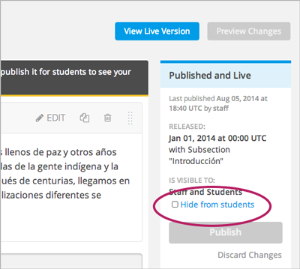 View Live Version
Preview Changes
publish it for students to see your
Published and Live
Last published Aug 05, 2014 at
18:40 UTC by staff
EDIT
RELEASED:
Jan 01, 2014 at 00:00 UTC
with Subsection
"Introducción"
s llenos de paz y otros años
las de la gente indígena y la
ués de centurias, llegamos en
lizaciones diferentes se
IS VISIBLE TO:
Staff and Students
Hide from students
Publish
Discard Changes